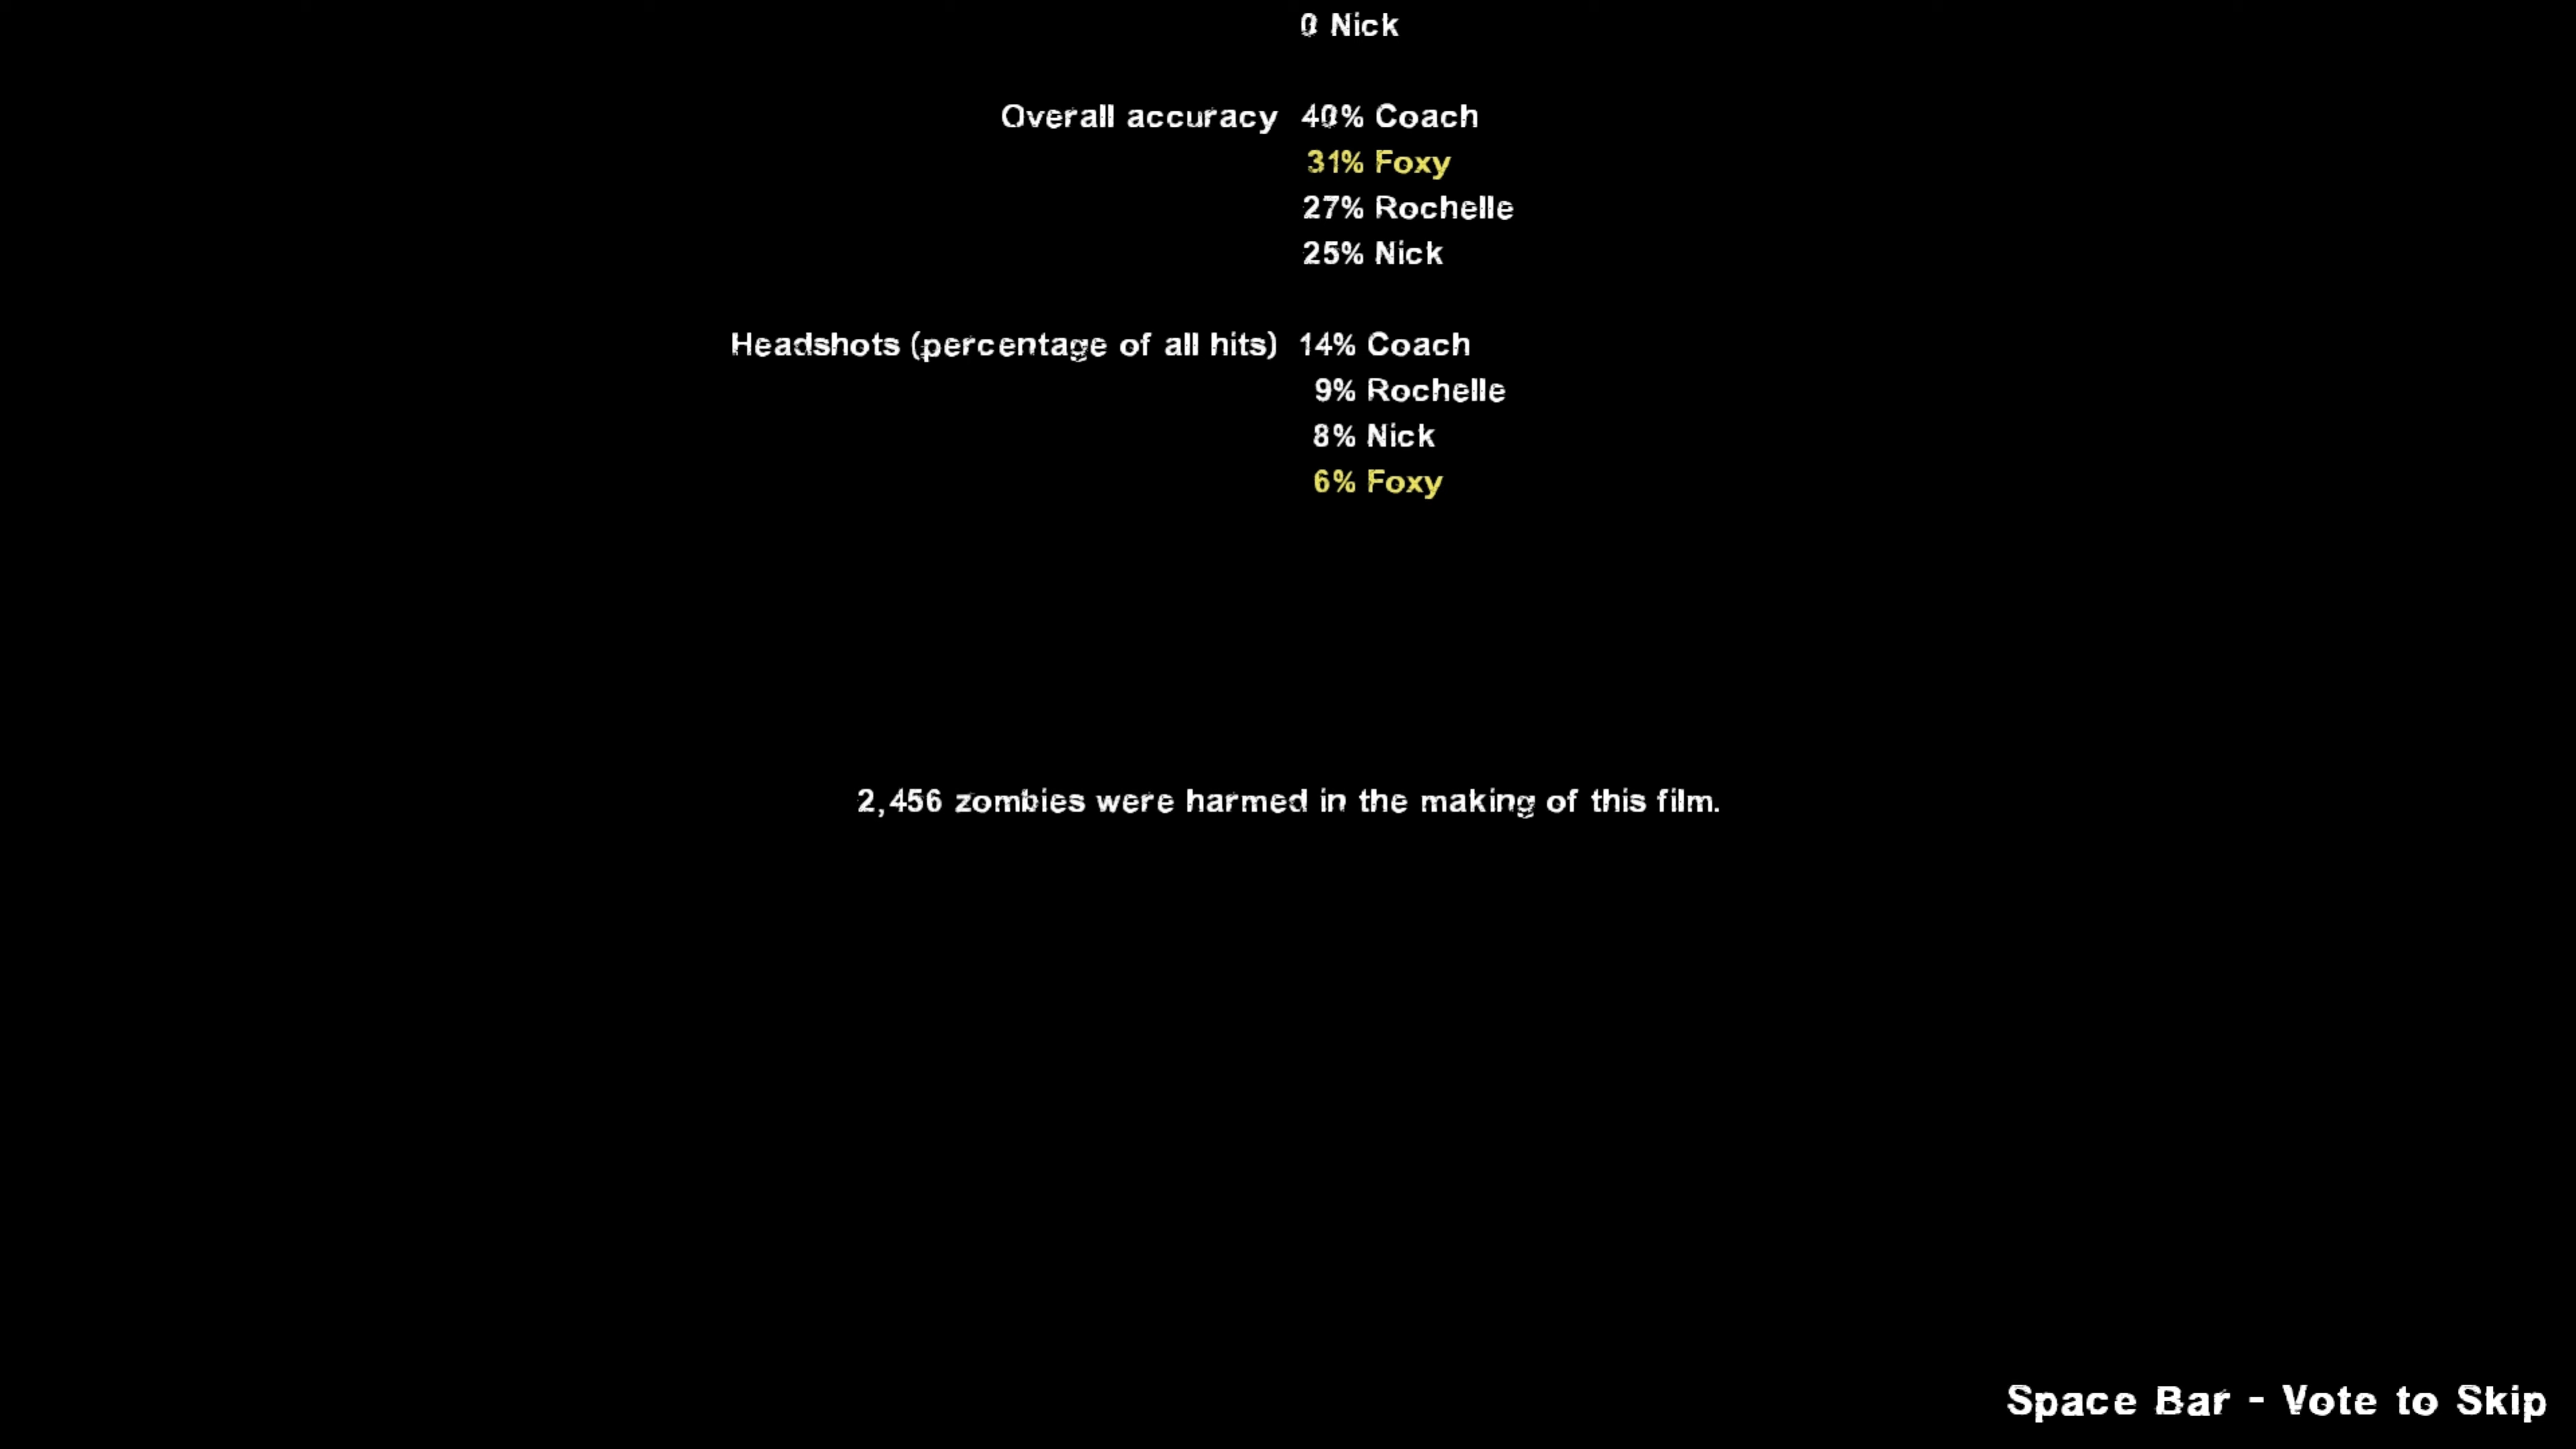 0 Nick
Overall accuracy 40% Coach
31% Foxy
27% Rochelle
25% Nick
Headshots (percentage of all hits) 14% Coach
9% Rochelle
8% Nick
6% Foxy
2,456 zombies were harmed in the making of this film.
Space Bar - Vote to Skip